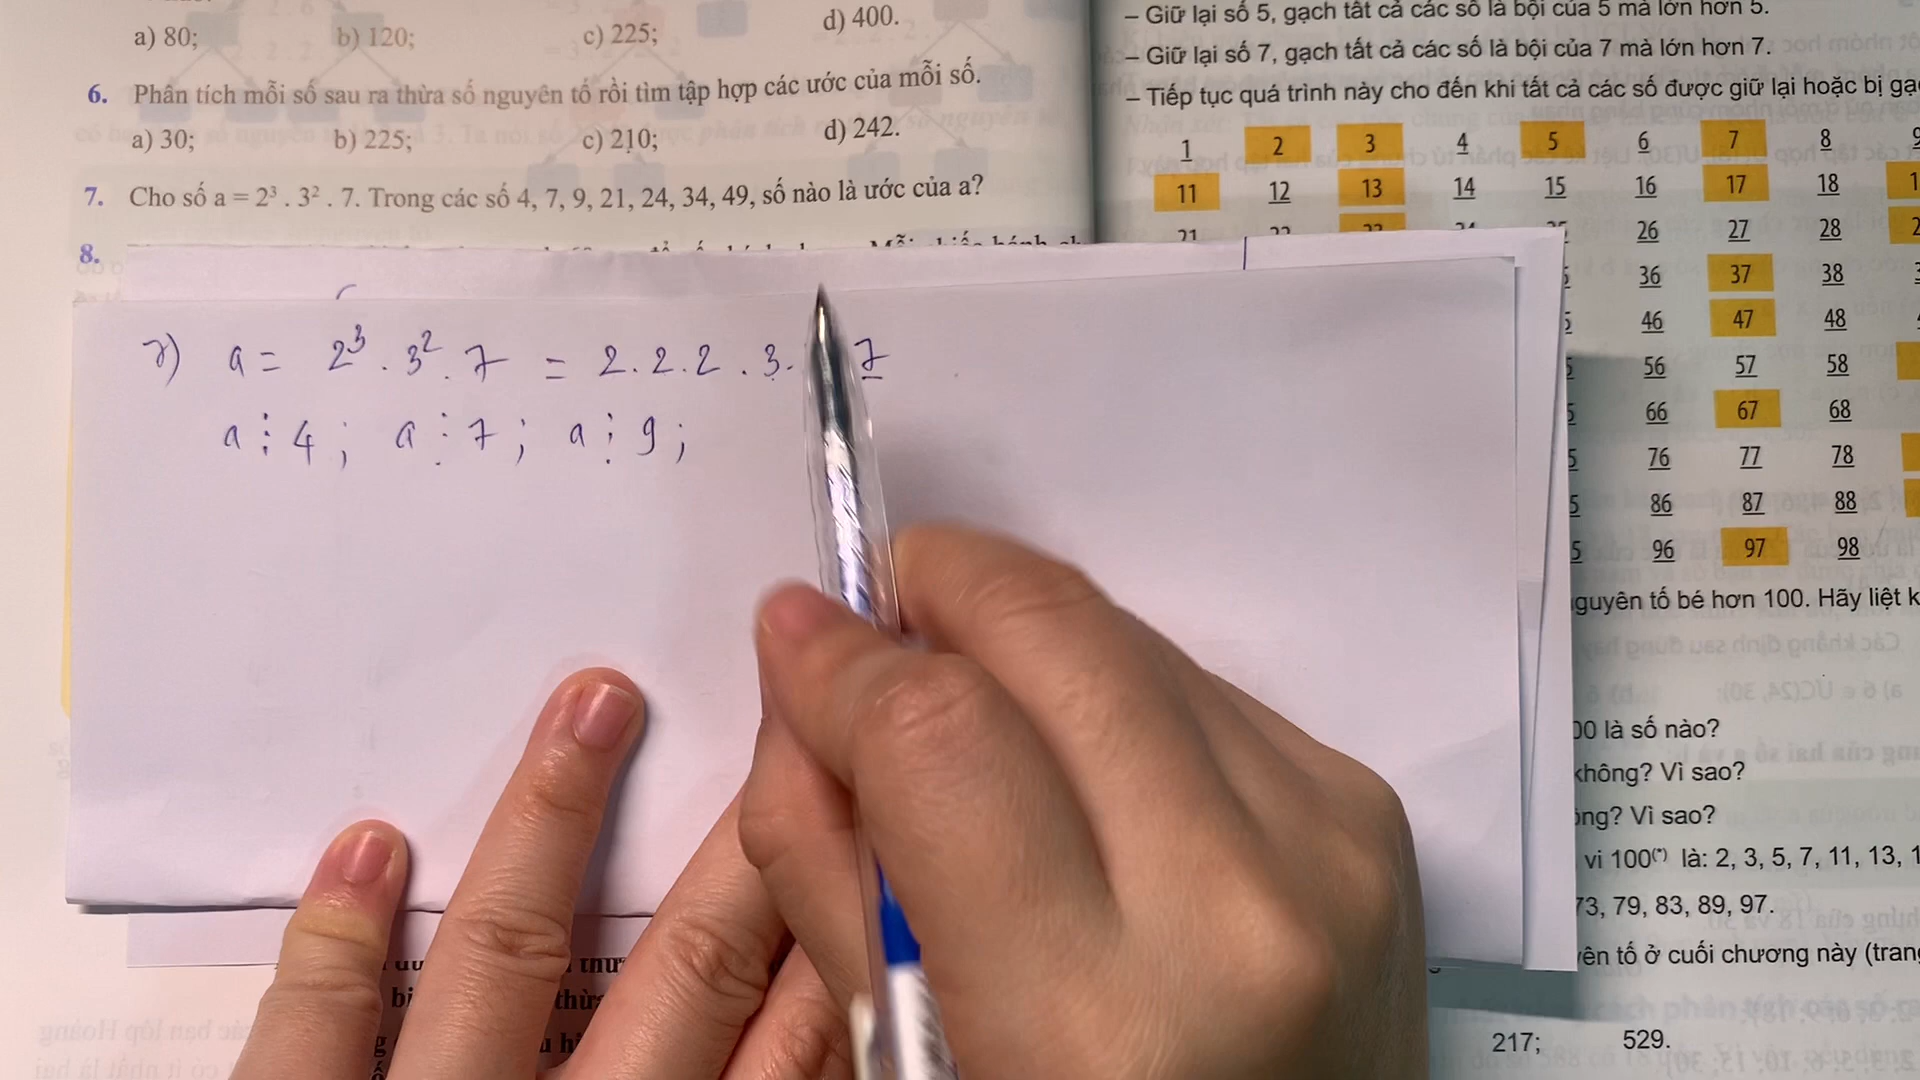 a) 80; b) 120; c) 225; d) 400.
6. Phân tích mỗi số sau ra thừa số nguyên tố rồi tìm tập hợp các ước của mỗi số.
a) 30; b) 225; c) 210; d) 242.
7. Cho số a = 2³ . 3² . 7. Trong các số 4, 7, 9, 21, 24, 34, 49, số nào là ước của a?
8.
7) a = 2³ . 3² . 7 = 2.2.2 . 3. 7
a ⋮ 4 ; a ⋮ 7 ; a ⋮ 9 ;
– Giữ lại số 5, gạch tất cả các số là bội của 5 mà lớn hơn 5.
– Giữ lại số 7, gạch tất cả các số là bội của 7 mà lớn hơn 7.
– Tiếp tục quá trình này cho đến khi tất cả các số được giữ lại hoặc bị
1 2 3 4 5 6 7 8
11 12 13 14 15 16 17 18
21 26 27 28
36 37 38
46 47 48
56 57 58
66 67 68
76 77 78
86 87 88
96 97 98
bé hơn 100. Hãy liệt
là số nào?
không? Vì sao?
Vì sao?
vi 100(*) là: 2, 3, 5, 7, 11, 13,
73, 79, 83, 89, 97.
tố ở cuối chương này
217; 529.